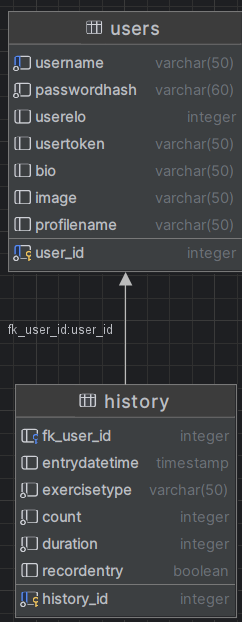 users
username varchar(50)
passwordhash varchar(60)
userelo integer
usertoken varchar(50)
bio varchar(50)
image varchar(50)
profilename varchar(50)
user_id integer
fk_user_id:user_id
history
fk_user_id integer
entrydatetime timestamp
exercisetype varchar(50)
count integer
duration integer
recordentry boolean
history_id integer